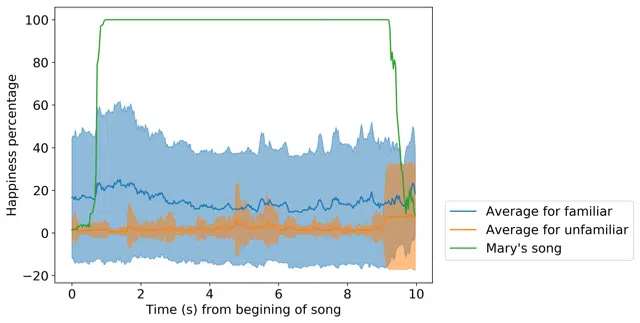 100
80
60
40
20
0
−20
Happiness percentage
0 2 4 6 8 10
Time (s) from begining of song
Average for familiar
Average for unfamiliar
Mary's song